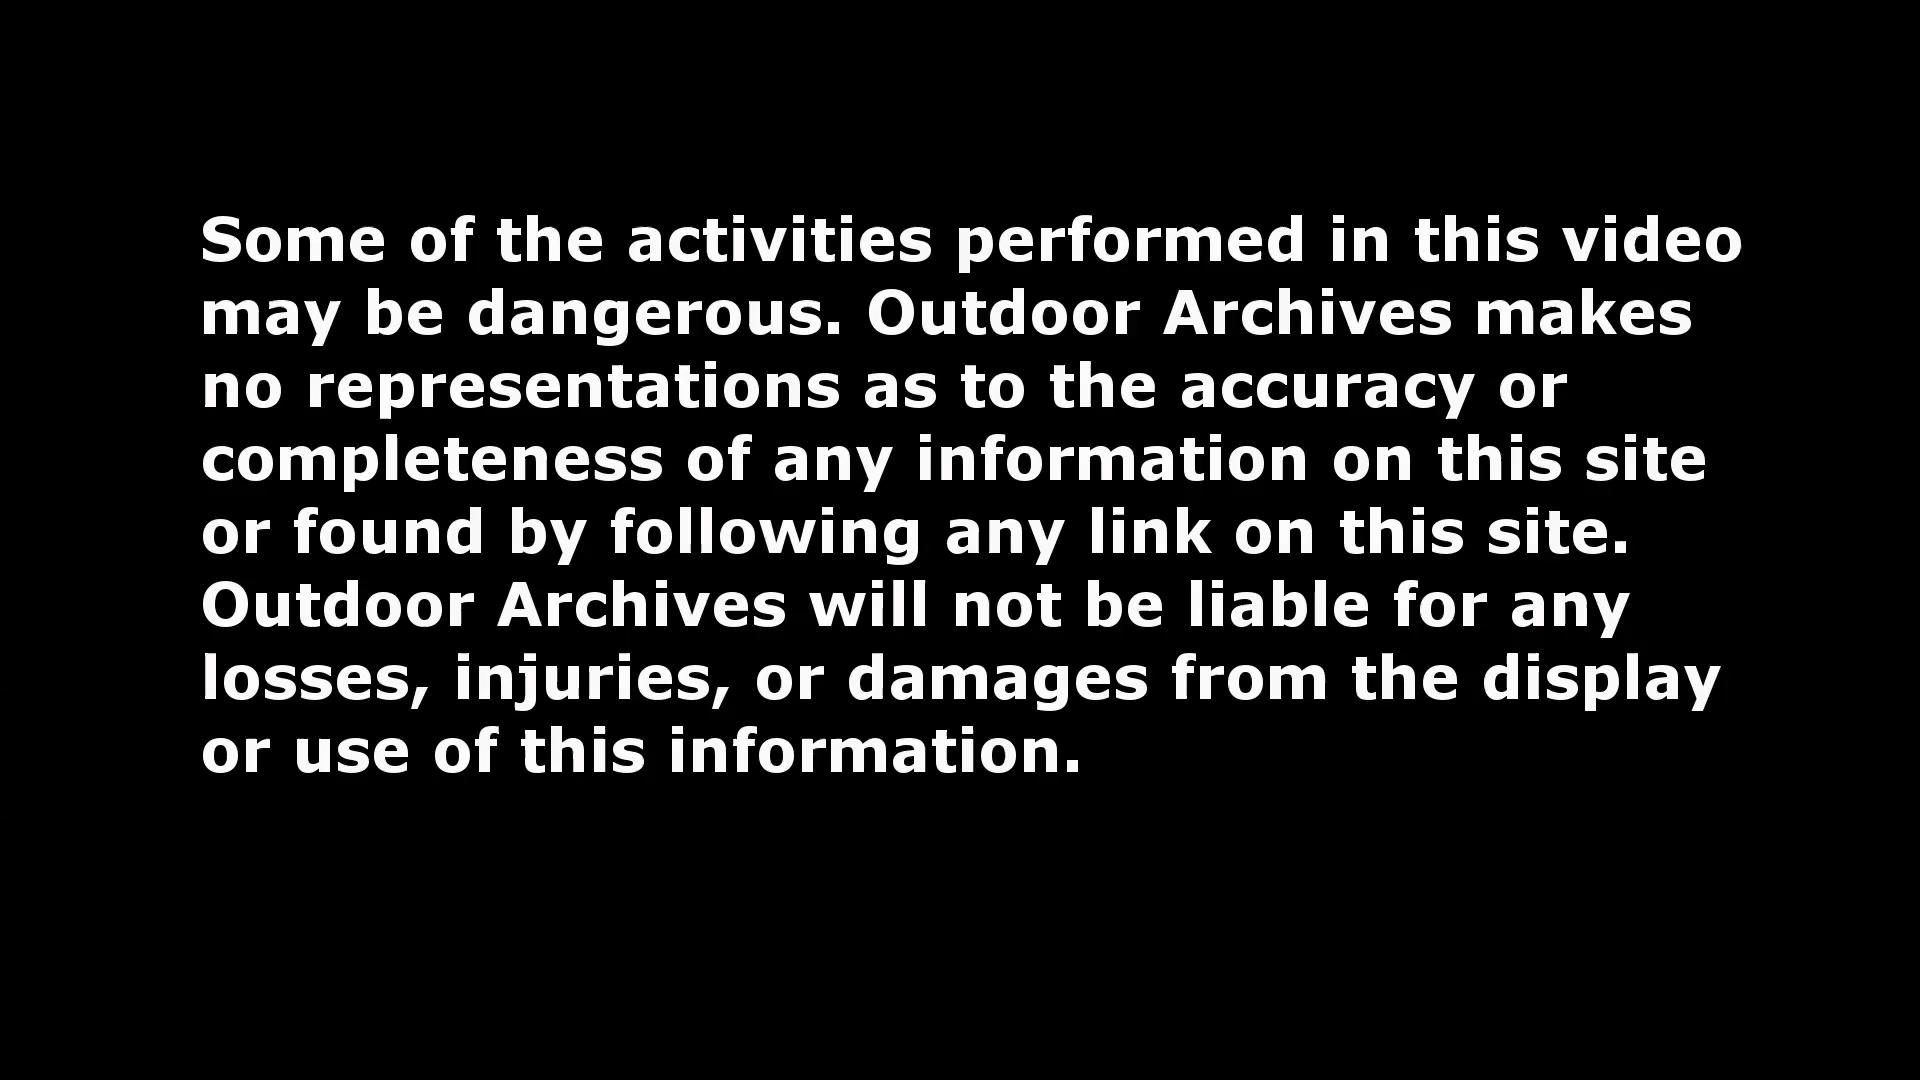 Some of the activities performed in this video
may be dangerous. Outdoor Archives makes
no representations as to the accuracy or
completeness of any information on this site
or found by following any link on this site.
Outdoor Archives will not be liable for any
losses, injuries, or damages from the display
or use of this information.